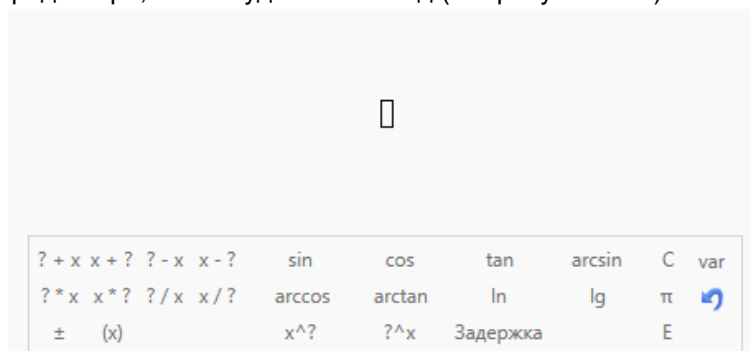 ? + x x + ? ? - x x - ? sin cos tan arcsin C var
? * x x * ? ? / x x / ? arccos arctan ln lg π
± (x) x^? ?^x Задержка E